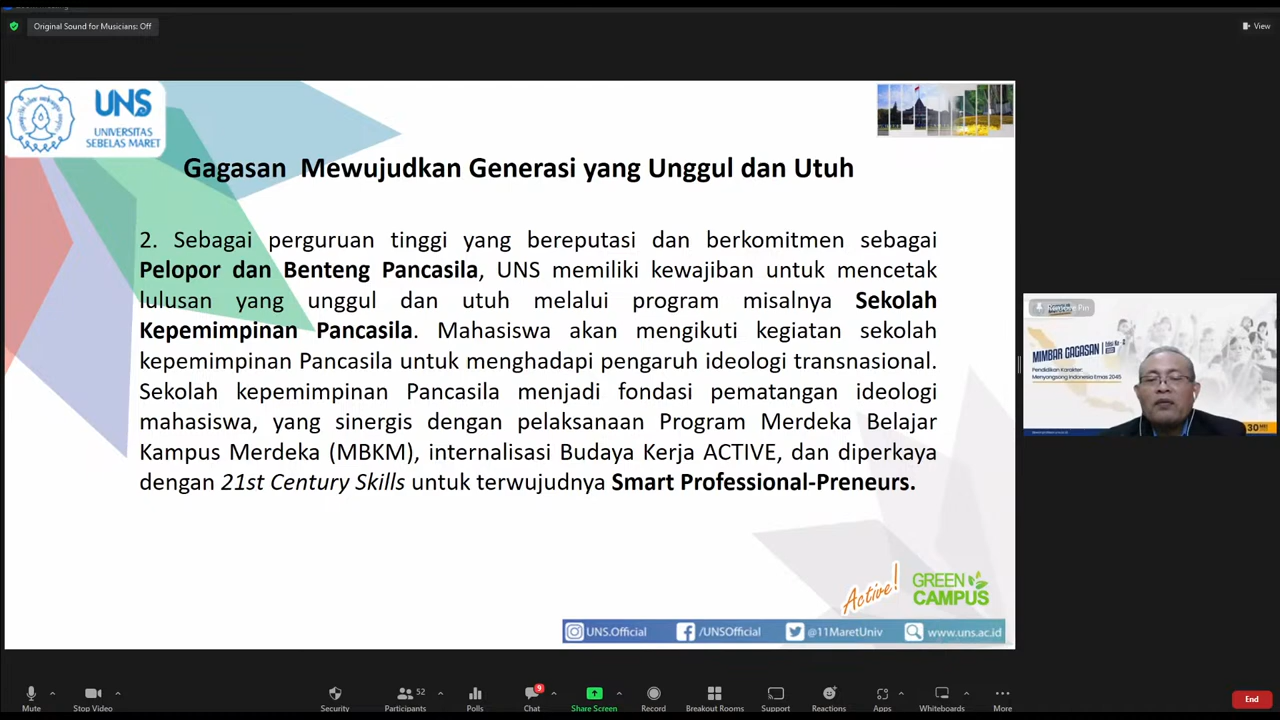 Original Sound for Musicians: Off
View
UNS
UNIVERSITAS
SEBELAS MARET
Gagasan Mewujudkan Generasi yang Unggul dan Utuh
2. Sebagai perguruan tinggi yang bereputasi dan berkomitmen sebagai
Pelopor dan Benteng Pancasila, UNS memiliki kewajiban untuk mencetak
lulusan yang unggul dan utuh melalui program misalnya Sekolah
Kepemimpinan Pancasila. Mahasiswa akan mengikuti kegiatan sekolah
kepemimpinan Pancasila untuk menghadapi pengaruh ideologi transnasional.
Sekolah kepemimpinan Pancasila menjadi fondasi pematangan ideologi
mahasiswa, yang sinergis dengan pelaksanaan Program Merdeka Belajar
Kampus Merdeka (MBKM), internalisasi Budaya Kerja ACTIVE, dan diperkaya
dengan 21st Century Skills untuk terwujudnya Smart Professional-Preneurs.
Active!
GREEN
CAMPUS
UNS.Official
/UNSOfficial
@11MaretUniv
www.uns.ac.id
Remove Pin
MIMBAR GAGASAN
Pendidikan Karakter:
Menyongsong Indonesia Emas 2045
30
Mute
Stop Video
Security
Participants
52
Polls
Chat
9
Share Screen
Record
Breakout Rooms
Support
Reactions
Apps
Whiteboards
More
End